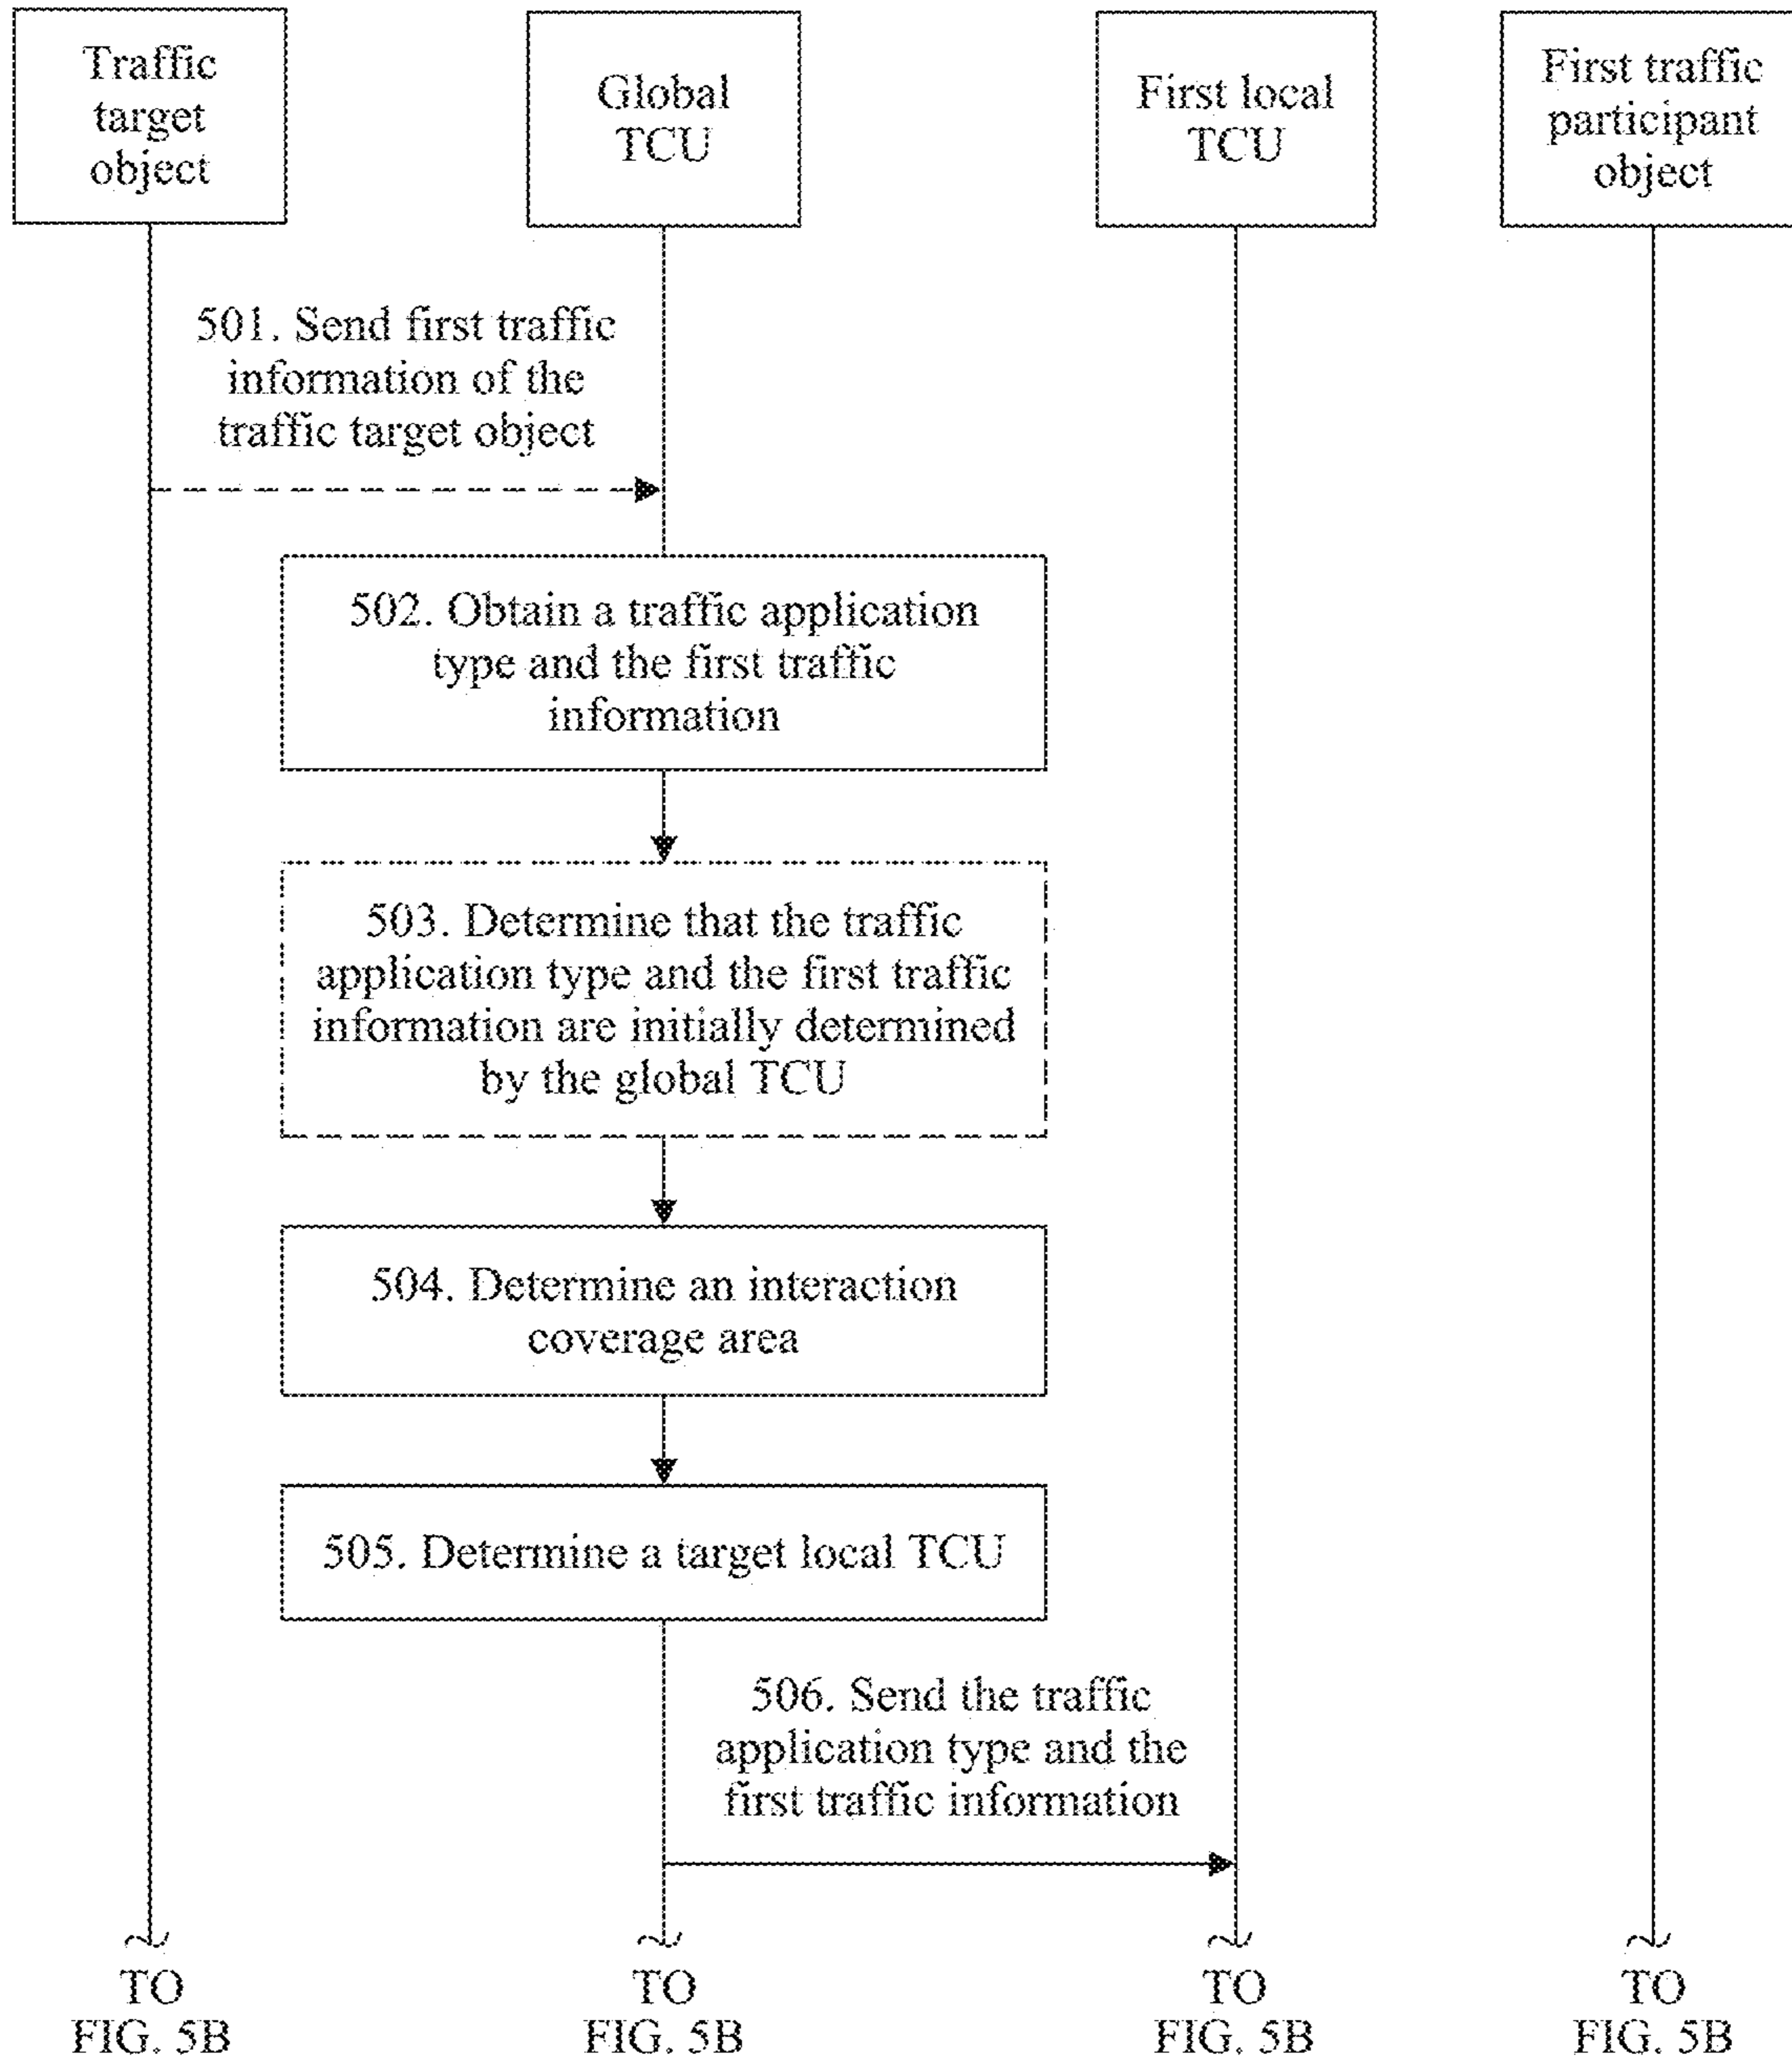 Traffic
target
object
Global
TCU
First local
TCU
First traffic
participant
object
501. Send first traffic
information of the
traffic target object
502. Obtain a traffic application
type and the first traffic
information
503. Determine that the traffic
application type and the first traffic
information are initially determined
by the global TCU
504. Determine an interaction
coverage area
505. Determine a target local TCU
506. Send the traffic
application type and the
first traffic information
TO
FIG. 5B
TO
FIG. 5B
TO
FIG. 5B
TO
FIG. 5B